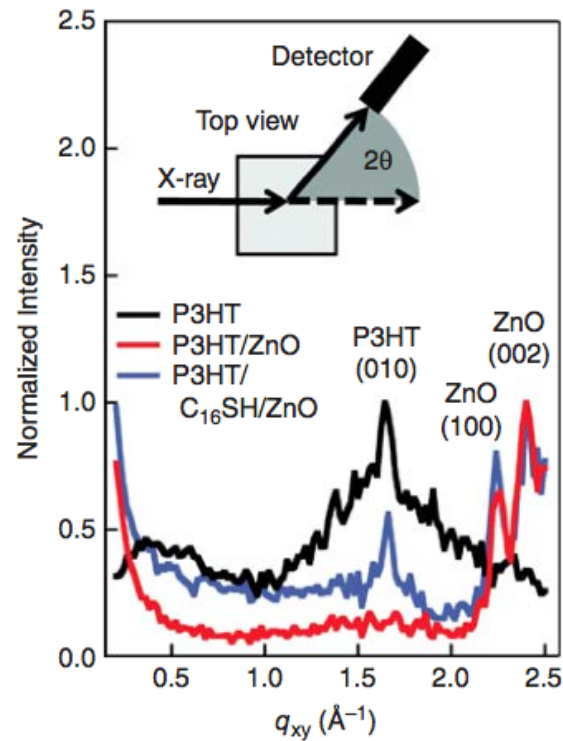 2.5
2.0
1.5
1.0
0.5
0.0
Normalized Intensity
Detector
Top view
2θ
X-ray
P3HT
P3HT/ZnO
P3HT/
C₁₆SH/ZnO
P3HT
(010)
ZnO
(100)
ZnO
(002)
0.5
1.0
1.5
2.0
2.5
q_xy (Å⁻¹)